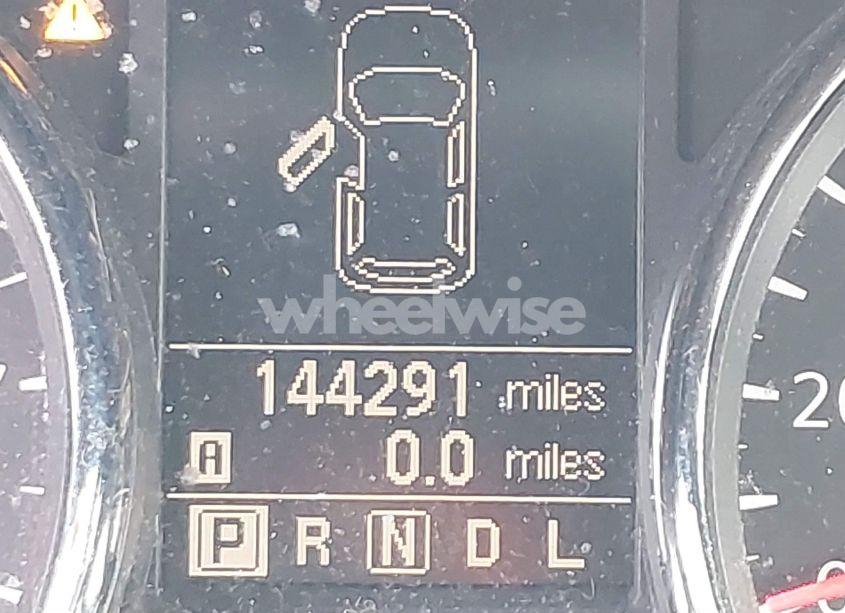 wheelwise
144291 miles
A 0.0 miles
P R N D L